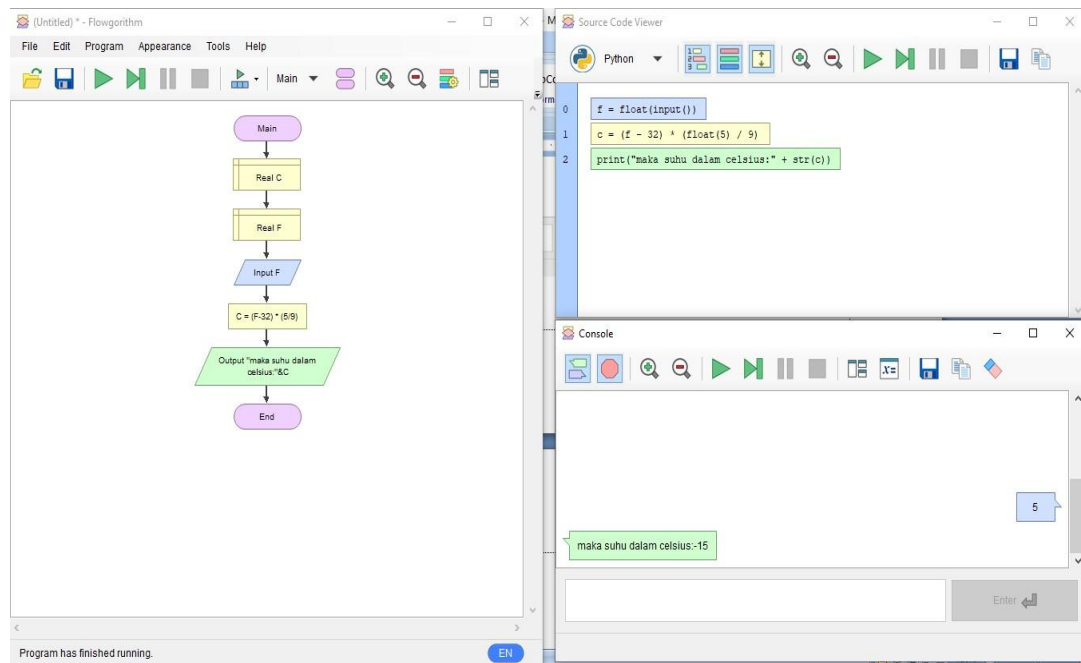 (Untitled) * - Flowgorithm
File Edit Program Appearance Tools Help
Main
Main
Real C
Real F
Input F
C = (F-32) * (5/9)
Output "maka suhu dalam
celsius:"&C
End
Program has finished running.
EN
Source Code Viewer
Python
0 f = float(input())
1 c = (f - 32) * (float(5) / 9)
2 print("maka suhu dalam celsius:" + str(c))
Console
5
maka suhu dalam celsius:-15
Enter